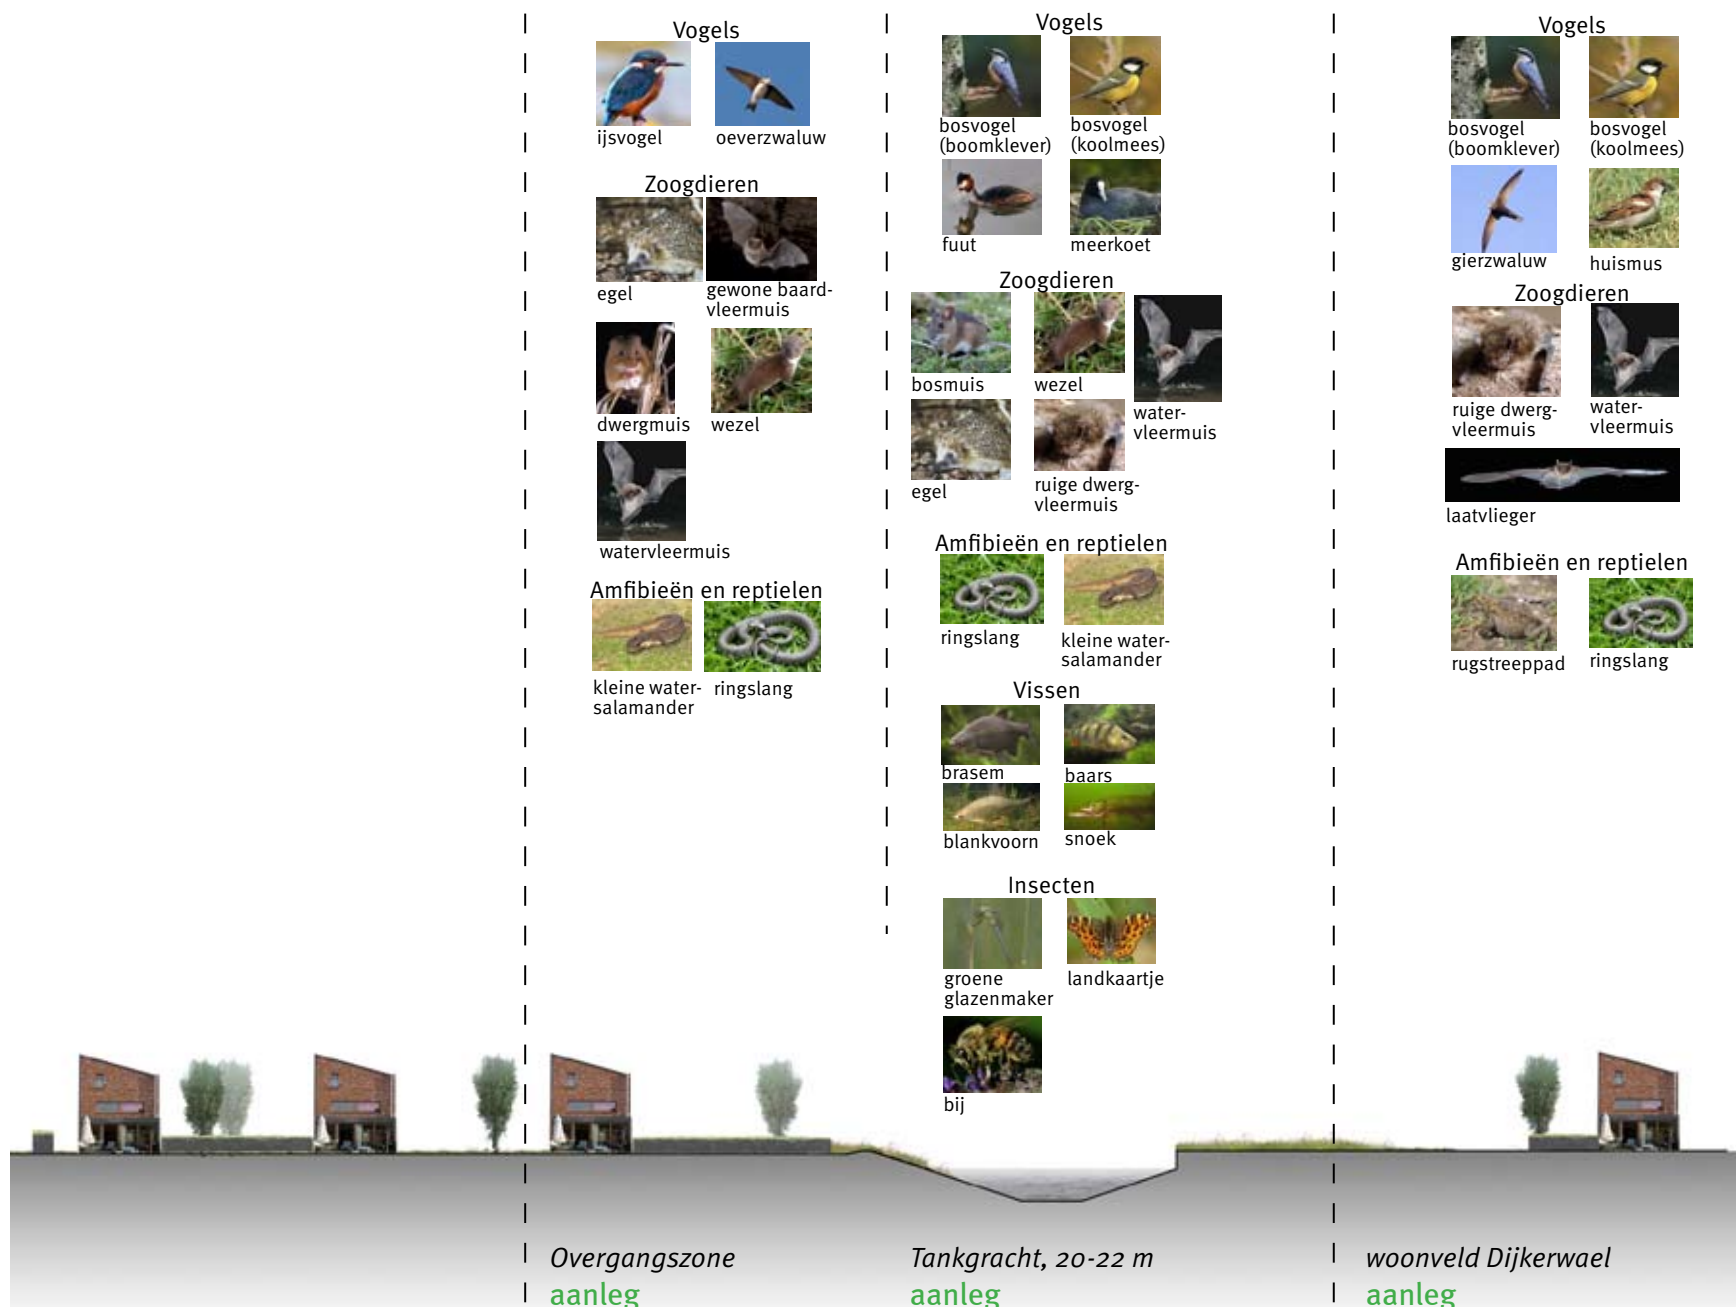 Vogels
ijsvogel
oeverzwaluw
Zoogdieren
egel
gewone baard-
vleermuis
dwergmuis
wezel
watervleermuis
Amfibieën en reptielen
kleine water-
salamander
ringslang
Overgangszone
aanleg
Vogels
bosvogel
(boomklever)
bosvogel
(koolmees)
fuut
meerkoet
Zoogdieren
bosmuis
wezel
water-
vleermuis
egel
ruige dwerg-
vleermuis
Amfibieën en reptielen
ringslang
kleine water-
salamander
Vissen
brasem
baars
blankvoorn
snoek
Insecten
groene
glazenmaker
landkaartje
bij
Tankgracht, 20-22 m
aanleg
Vogels
bosvogel
(boomklever)
bosvogel
(koolmees)
gierzwaluw
huismus
Zoogdieren
ruige dwerg-
vleermuis
water-
vleermuis
laatvlieger
Amfibieën en reptielen
rugstreeppad
ringslang
woonveld Dijkerwael
aanleg